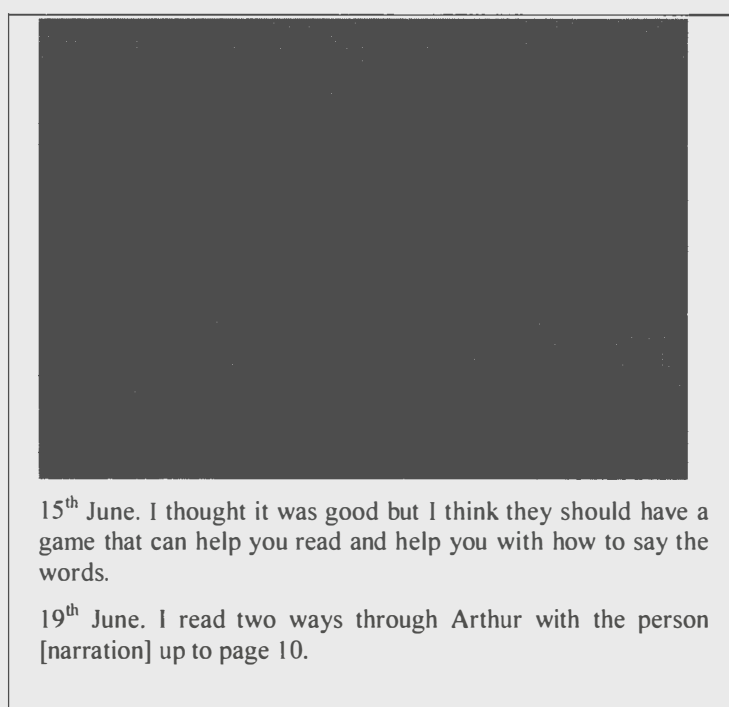 15th June. I thought it was good but I think they should have a
game that can help you read and help you with how to say the
words.
19th June. I read two ways through Arthur with the person
[narration] up to page 10.